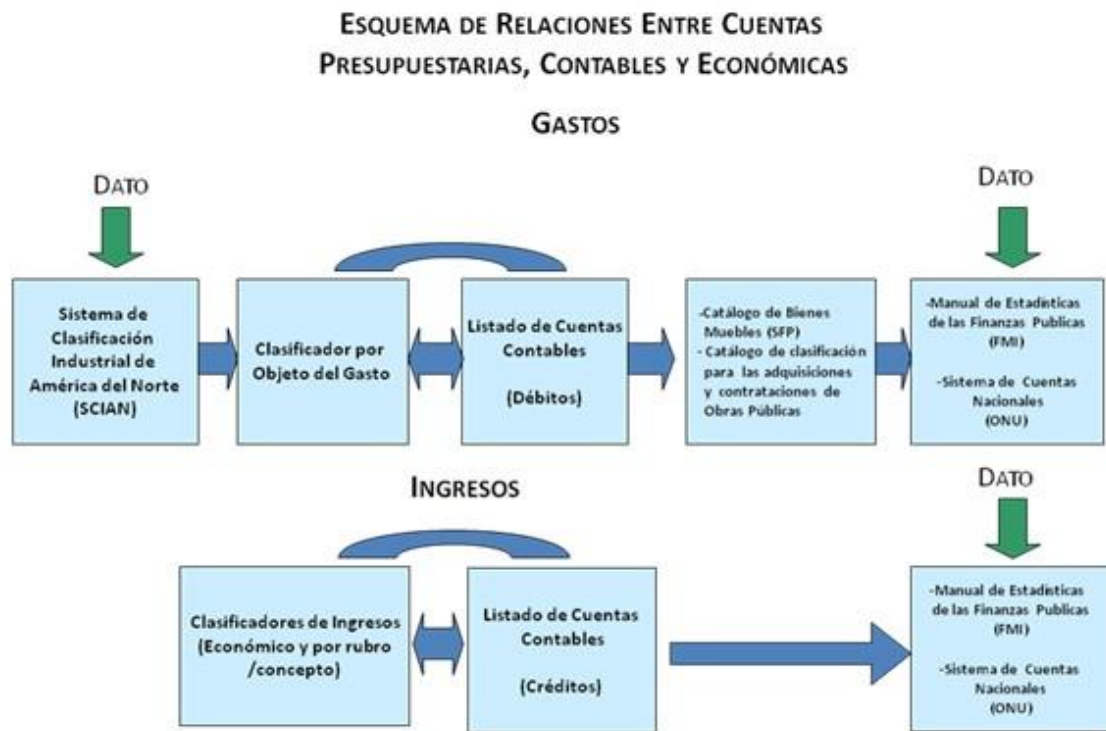 ESQUEMA DE RELACIONES ENTRE CUENTAS
PRESUPUESTARIAS, CONTABLES Y ECONÓMICAS
GASTOS
DATO
DATO
Sistema de
Clasificación
Industrial de
América del Norte
(SCIAN)
Clasificador por
Objeto del Gasto
Listado de Cuentas
Contables
(Débitos)
-Catálogo de Bienes
Muebles (SFP)
- Catálogo de clasificación
para las adquisiciones
y contrataciones de
Obras Públicas
-Manual de Estadísticas
de las Finanzas Publicas
(FMI)
-Sistema de Cuentas
Nacionales
(ONU)
INGRESOS
DATO
Clasificadores de Ingresos
(Económico y por rubro
/concepto)
Listado de Cuentas
Contables
(Créditos)
-Manual de Estadísticas
de las Finanzas Publicas
(FMI)
-Sistema de Cuentas
Nacionales
(ONU)